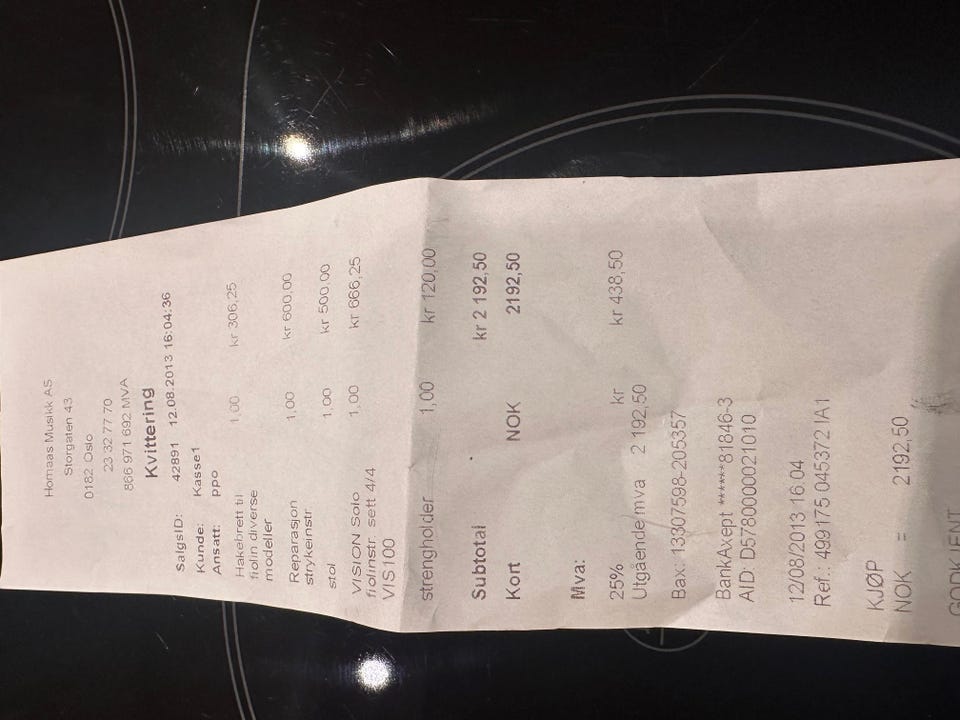 Homaas Musikk AS
Storgaten 43
0182 Oslo
23 32 77 70
866 971 692 MVA
Kvittering
SalgsID: 42891 12.08.2013 16:04:36
Kunde: Kasse1
Ansatt: ppo
Hakebrett til 1,00 kr 306,25
fiolin diverse
modeller
Reparasjon 1,00 kr 600,00
strykeinstr
stol 1,00 kr 500,00
VISION Solo 1,00 kr 666,25
fiolinstr. sett 4/4
VIS100
strengholder 1,00 kr 120,00
Subtotal kr 2 192,50
Kort NOK 2192,50
Mva:
25% kr kr 438,50
Utgående mva 2 192,50
Bax: 13307598-205357
BankAxept ******81846-3
AID: D5780000021010
12/08/2013 16.04
Ref.: 499175 045372 IA1
KJØP
NOK = 2192,50
GODKJENT